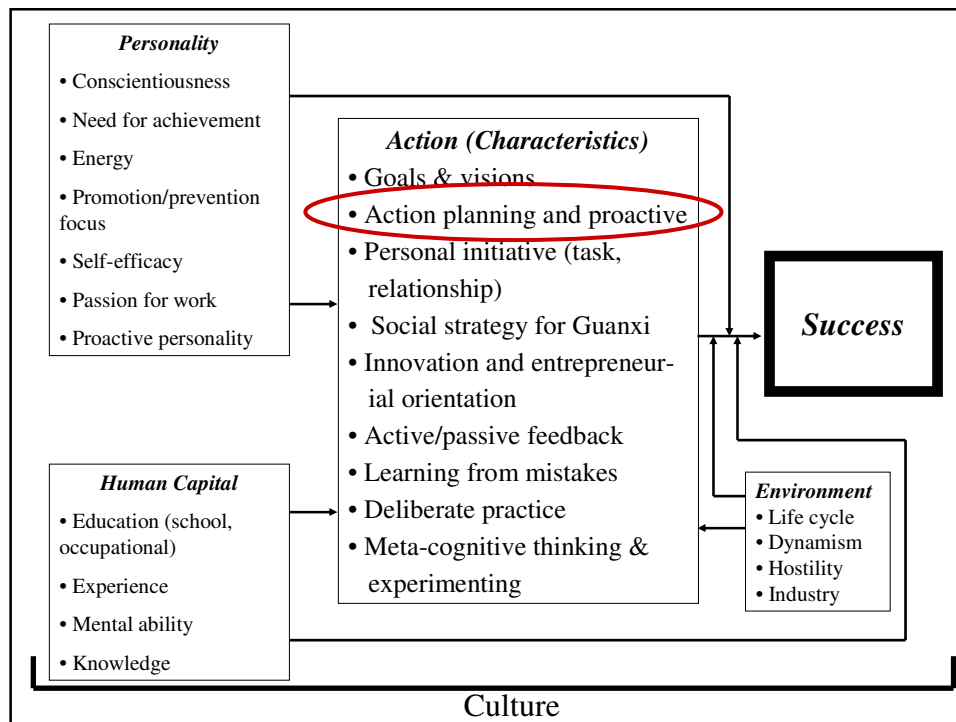 Personality
• Conscientiousness
• Need for achievement
• Energy
• Promotion/prevention
focus
• Self-efficacy
• Passion for work
• Proactive personality
Human Capital
• Education (school,
occupational)
• Experience
• Mental ability
• Knowledge
Action (Characteristics)
• Goals & visions
• Action planning and proactive
• Personal initiative (task,
relationship)
• Social strategy for Guanxi
• Innovation and entrepreneur-
ial orientation
• Active/passive feedback
• Learning from mistakes
• Deliberate practice
• Meta-cognitive thinking &
experimenting
Success
Environment
• Life cycle
• Dynamism
• Hostility
• Industry
Culture